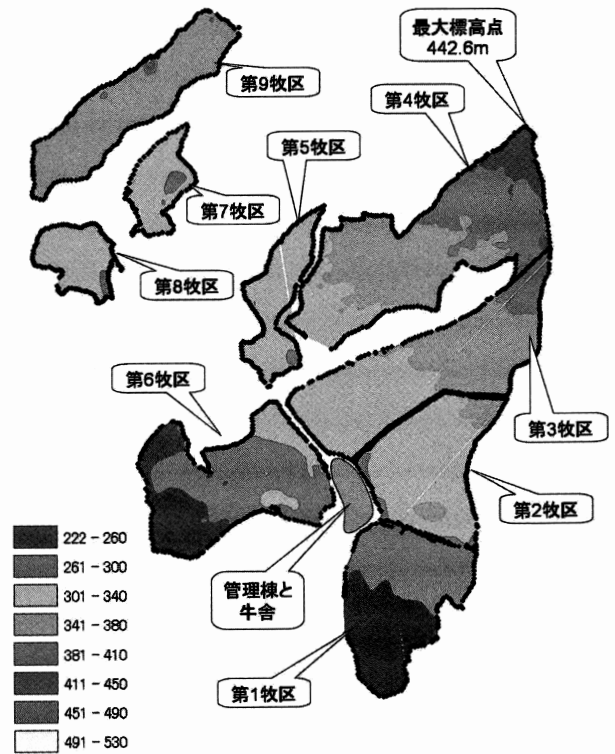 最大標高点
442.6m
第9牧区
第4牧区
第5牧区
第7牧区
第8牧区
第6牧区
第3牧区
第2牧区
管理棟と
牛舎
第1牧区
222－260
261－300
301－340
341－380
381－410
411－450
451－490
491－530